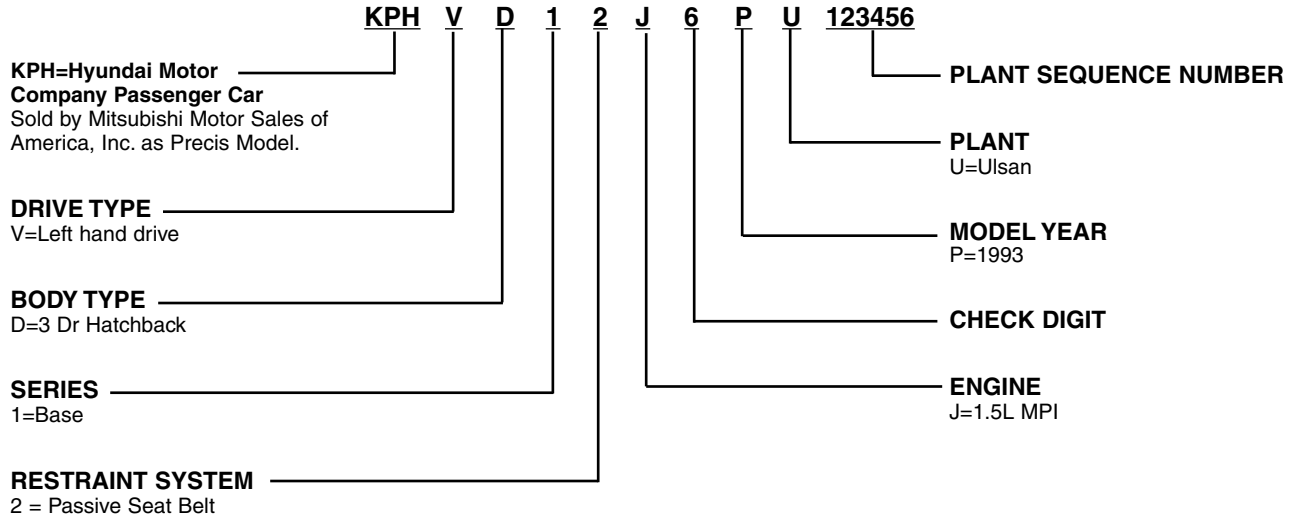 KPH V D 1 2 J 6 P U 123456
KPH=Hyundai Motor
Company Passenger Car
Sold by Mitsubishi Motor Sales of
America, Inc. as Precis Model.
DRIVE TYPE
V=Left hand drive
BODY TYPE
D=3 Dr Hatchback
SERIES
1=Base
RESTRAINT SYSTEM
2 = Passive Seat Belt
PLANT SEQUENCE NUMBER
PLANT
U=Ulsan
MODEL YEAR
P=1993
CHECK DIGIT
ENGINE
J=1.5L MPI